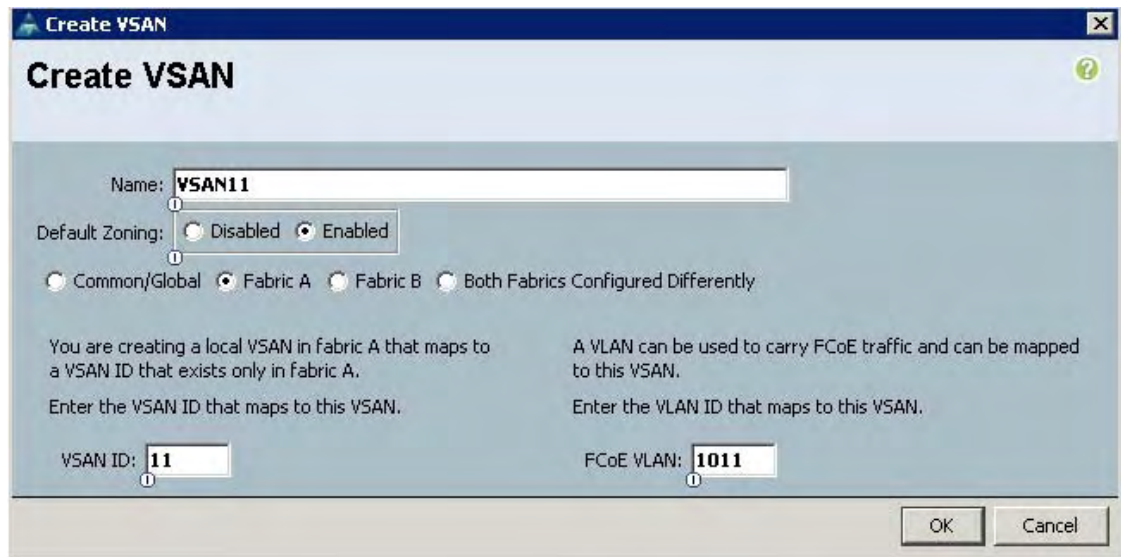 Create VSAN
Create VSAN
Name: VSAN11
Default Zoning: Disabled Enabled
Common/Global Fabric A Fabric B Both Fabrics Configured Differently
You are creating a local VSAN in fabric A that maps to
a VSAN ID that exists only in fabric A.
Enter the VSAN ID that maps to this VSAN.
VSAN ID: 11
A VLAN can be used to carry FCoE traffic and can be mapped
to this VSAN.
Enter the VLAN ID that maps to this VSAN.
FCoE VLAN: 1011
OK Cancel